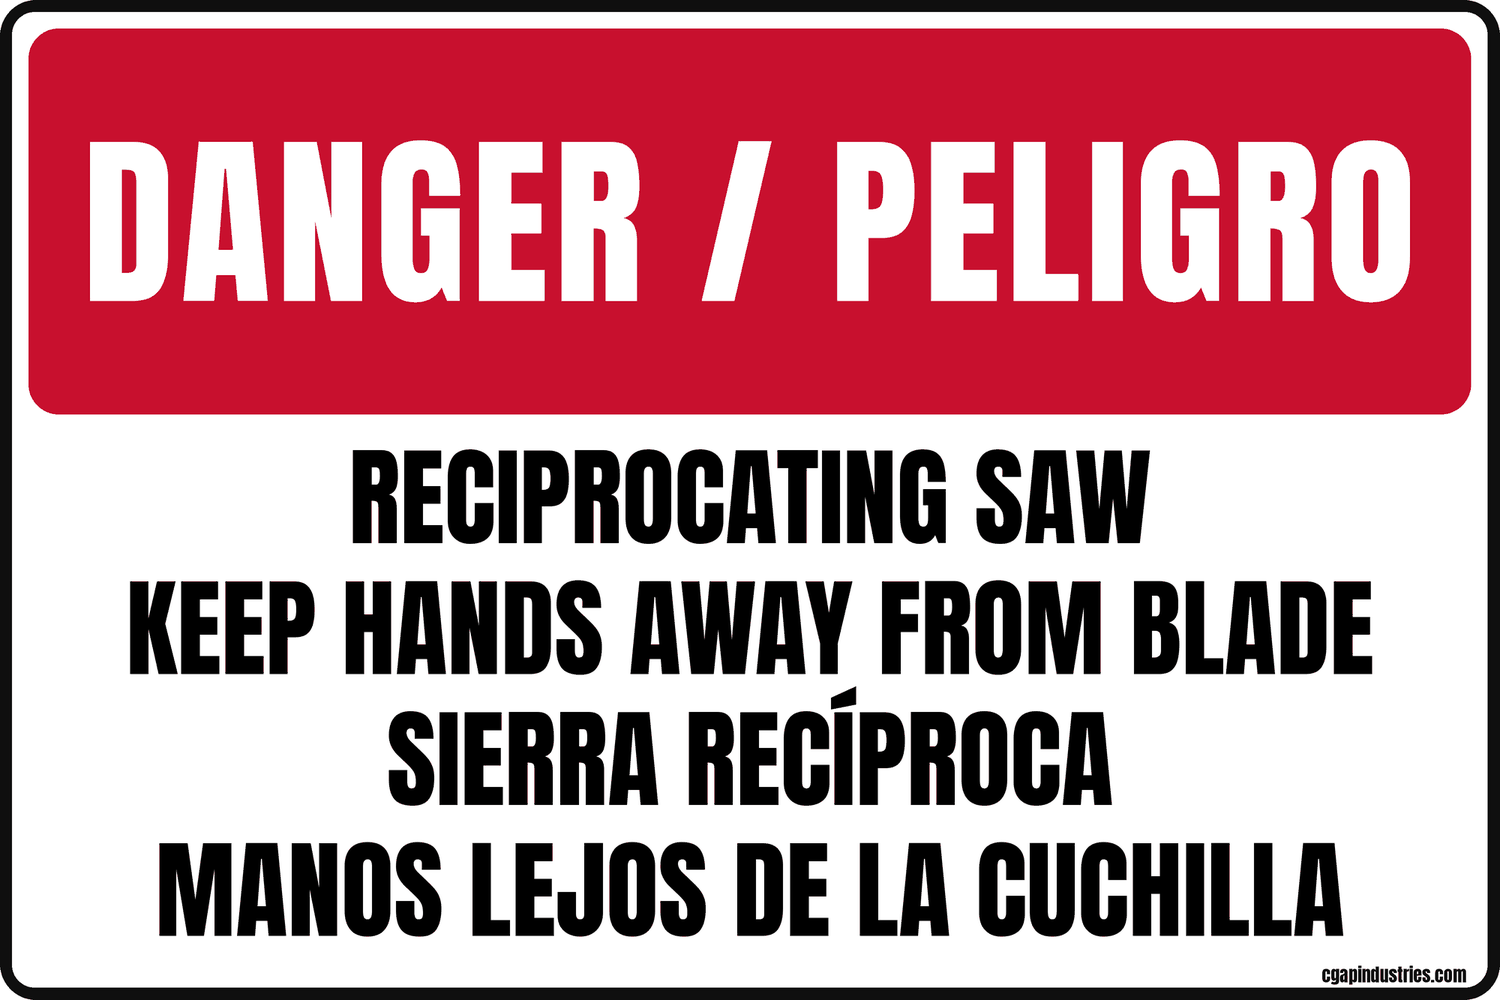 DANGER / PELIGRO
RECIPROCATING SAW
KEEP HANDS AWAY FROM BLADE
SIERRA RECÍPROCA
MANOS LEJOS DE LA CUCHILLA
cgapindustries.com